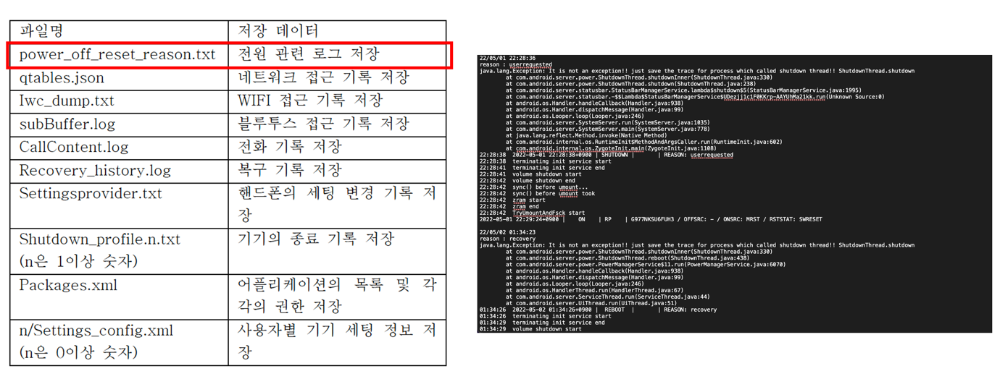 파일명 저장 데이터
power_off_reset_reason.txt 전원 관련 로그 저장
qtables.json 네트워크 접근 기록 저장
Iwc_dump.txt WIFI 접근 기록 저장
subBuffer.log 블루투스 접근 기록 저장
CallContent.log 전화 기록 저장
Recovery_history.log 복구 기록 저장
Settingsprovider.txt 핸드폰의 세팅 변경 기록 저
장
Shutdown_profile.n.txt 기기의 종료 기록 저장
(n은 1이상 숫자)
Packages.xml 어플리케이션의 목록 및 각
각의 권한 저장
n/Settings_config.xml 사용자별 기기 세팅 정보 저
(n은 0이상 숫자) 장
22/05/01 22:28:36
reason : userrequested
java.lang.Exception: It is not an exception!! just save the trace for process which called shutdown thread!! ShutdownThread.shutdown
at com.android.server.power.ShutdownThread.shutdownInner(ShutdownThread.java:330)
at com.android.server.power.ShutdownThread.shutdown(ShutdownThread.java:238)
at com.android.server.statusbar.StatusBarManagerService.lambda$shutdown$5(StatusBarManagerService.java:1995)
at com.android.server.statusbar.-$$Lambda$StatusBarManagerService$UDezjj1c1F0KKrp-AAYUhMa21kk.run(Unknown Source:0)
at android.os.Handler.handleCallback(Handler.java:938)
at android.os.Handler.dispatchMessage(Handler.java:99)
at android.os.Looper.loop(Looper.java:246)
at com.android.server.SystemServer.run(SystemServer.java:1035)
at com.android.server.SystemServer.main(SystemServer.java:778)
at java.lang.reflect.Method.invoke(Native Method)
at com.android.internal.os.RuntimeInit$MethodAndArgsCaller.run(RuntimeInit.java:602)
at com.android.internal.os.ZygoteInit.main(ZygoteInit.java:1108)
22:28:38 2022-05-01 22:28:38+0900 | SHUTDOWN | | REASON: userrequested
22:28:38 terminating init service start
22:28:41 terminating init service end
22:28:41 volume shutdown start
22:28:42 volume shutdown end
22:28:42 sync() before umount...
22:28:42 sync() before umount took
22:28:42 zram start
22:28:42 zram end
22:28:42 TryUmountAndFsck start
2022-05-01 22:29:24+0900 | ON | RP | G977NKSU6FUH3 / OFFSRC: - / ONSRC: MRST / RSTSTAT: SWRESET
22/05/02 01:34:23
reason : recovery
java.lang.Exception: It is not an exception!! just save the trace for process which called shutdown thread!! ShutdownThread.shutdown
at com.android.server.power.ShutdownThread.shutdownInner(ShutdownThread.java:330)
at com.android.server.power.ShutdownThread.reboot(ShutdownThread.java:438)
at com.android.server.power.PowerManagerService$11.run(PowerManagerService.java:6070)
at android.os.Handler.handleCallback(Handler.java:938)
at android.os.Handler.dispatchMessage(Handler.java:99)
at android.os.Looper.loop(Looper.java:246)
at android.os.HandlerThread.run(HandlerThread.java:67)
at com.android.server.ServiceThread.run(ServiceThread.java:44)
at com.android.server.UiThread.run(UiThread.java:51)
01:34:26 2022-05-02 01:34:26+0900 | REBOOT | | REASON: recovery
01:34:26 terminating init service start
01:34:29 terminating init service end
01:34:29 volume shutdown start